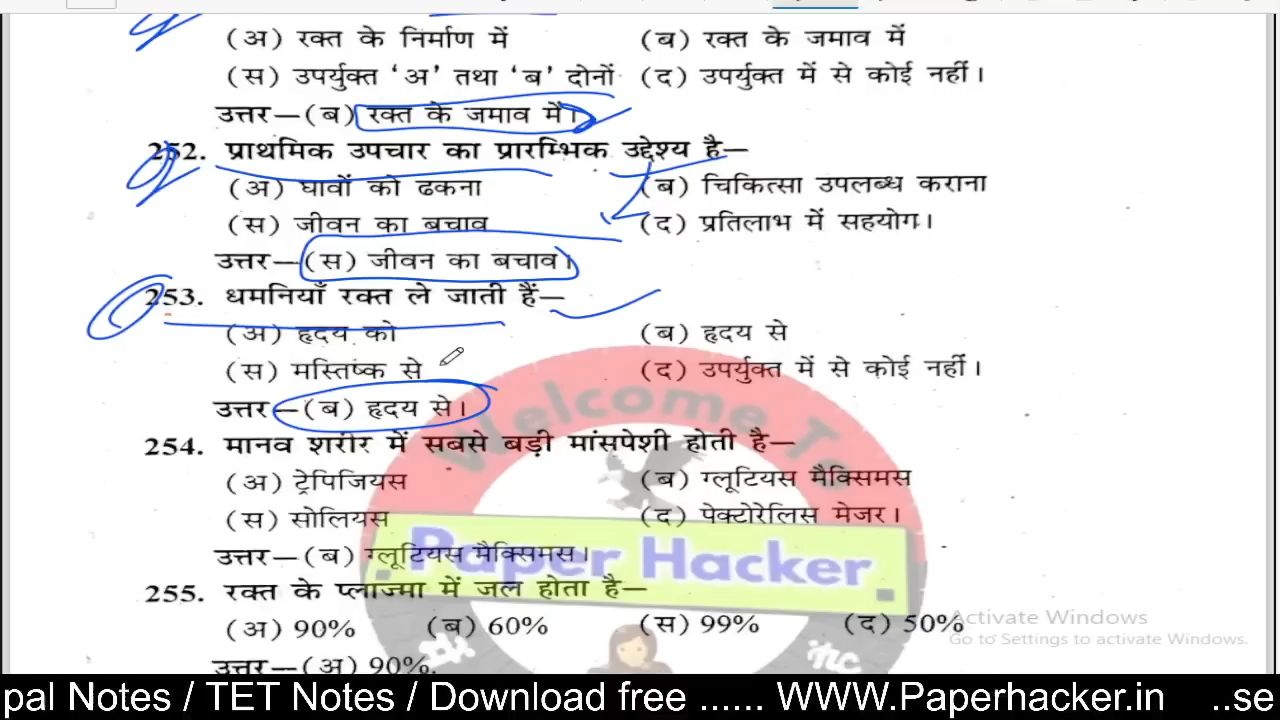 (अ) रक्त के निर्माण में (ब) रक्त के जमाव में
(स) उपर्युक्त ‘अ’ तथा ‘ब’ दोनों (द) उपर्युक्त में से कोई नहीं।
उत्तर—(ब) रक्त के जमाव में।
252. प्राथमिक उपचार का प्रारम्भिक उद्देश्य है—
(अ) घावों को ढकना (ब) चिकित्सा उपलब्ध कराना
(स) जीवन का बचाव (द) प्रतिलाभ में सहयोग।
उत्तर—(स) जीवन का बचाव।
253. धमनियाँ रक्त ले जाती हैं—
(अ) हृदय को (ब) हृदय से
(स) मस्तिष्क से (द) उपर्युक्त में से कोई नहीं।
उत्तर—(ब) हृदय से।
Welcome To
254. मानव शरीर में सबसे बड़ी मांसपेशी होती है—
(अ) ट्रेपिजियस (ब) ग्लूटियस मैक्सिमस
(स) सोलियस (द) पेक्टोरेलिस मेजर।
उत्तर—(ब) ग्लूटियस मैक्सिमस।
Paper Hacker
255. रक्त के प्लाज्मा में जल होता है—
(अ) 90% (ब) 60% (स) 99% (द) 50%
Activate Windows
Go to Settings to activate Windows.
उत्तर—(अ) 90%.
pal Notes / TET Notes / Download free ...... WWW.Paperhacker.in ..se